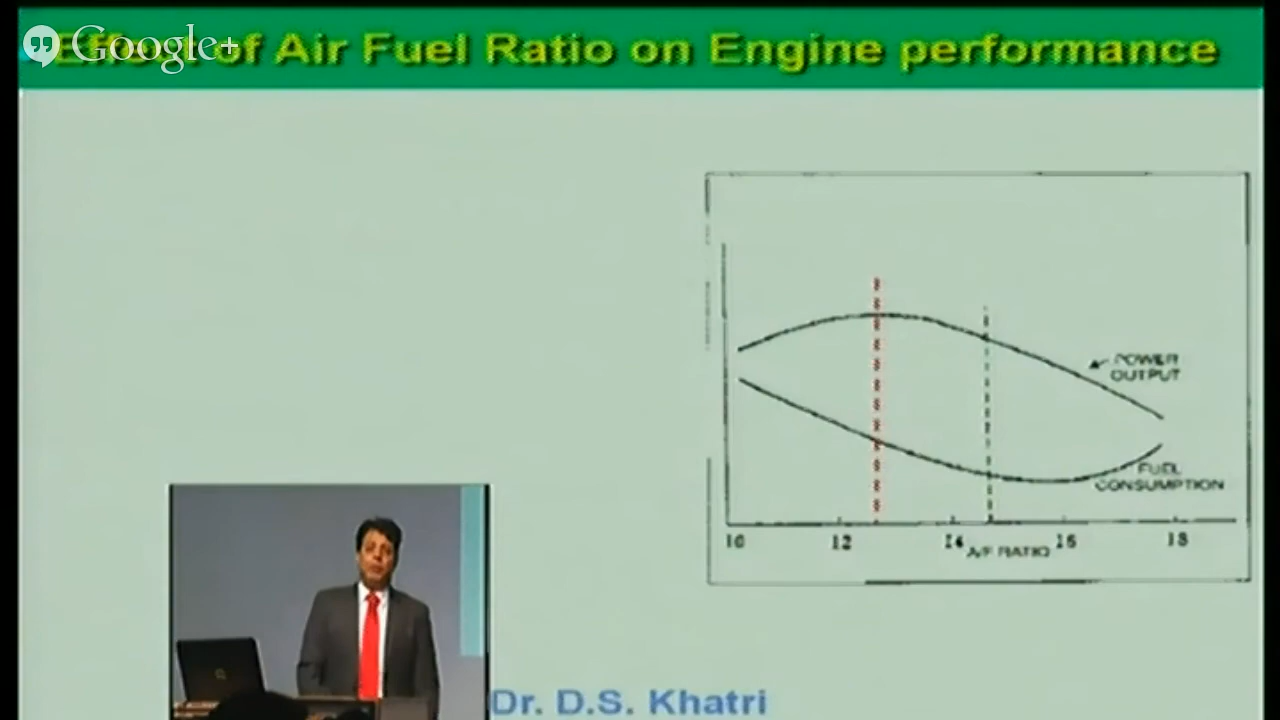 Google+
Effect of Air Fuel Ratio on Engine performance
POWER
OUTPUT
FUEL
CONSUMPTION
10 12 14 16 18
A/F RATIO
Dr. D.S. Khatri